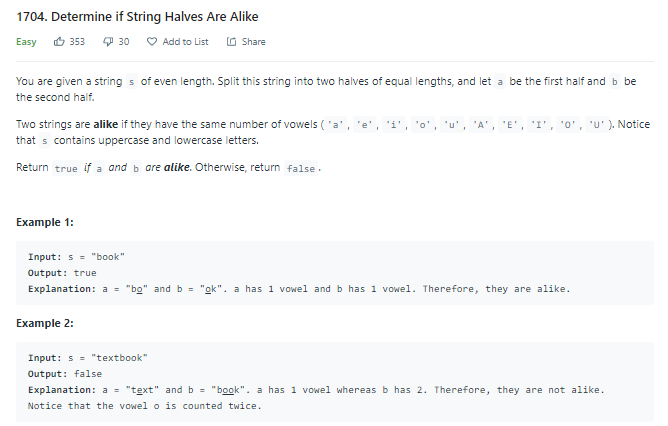 1704. Determine if String Halves Are Alike
Easy 353 30 Add to List Share
You are given a string s of even length. Split this string into two halves of equal lengths, and let a be the first half and b be
the second half.
Two strings are alike if they have the same number of vowels ( 'a' , 'e' , 'i' , 'o' , 'u' , 'A' , 'E' , 'I' , 'O' , 'U' ). Notice
that s contains uppercase and lowercase letters.
Return true if a and b are alike. Otherwise, return false .
Example 1:
Input: s = "book"
Output: true
Explanation: a = "bo" and b = "ok". a has 1 vowel and b has 1 vowel. Therefore, they are alike.
Example 2:
Input: s = "textbook"
Output: false
Explanation: a = "text" and b = "book". a has 1 vowel whereas b has 2. Therefore, they are not alike.
Notice that the vowel o is counted twice.